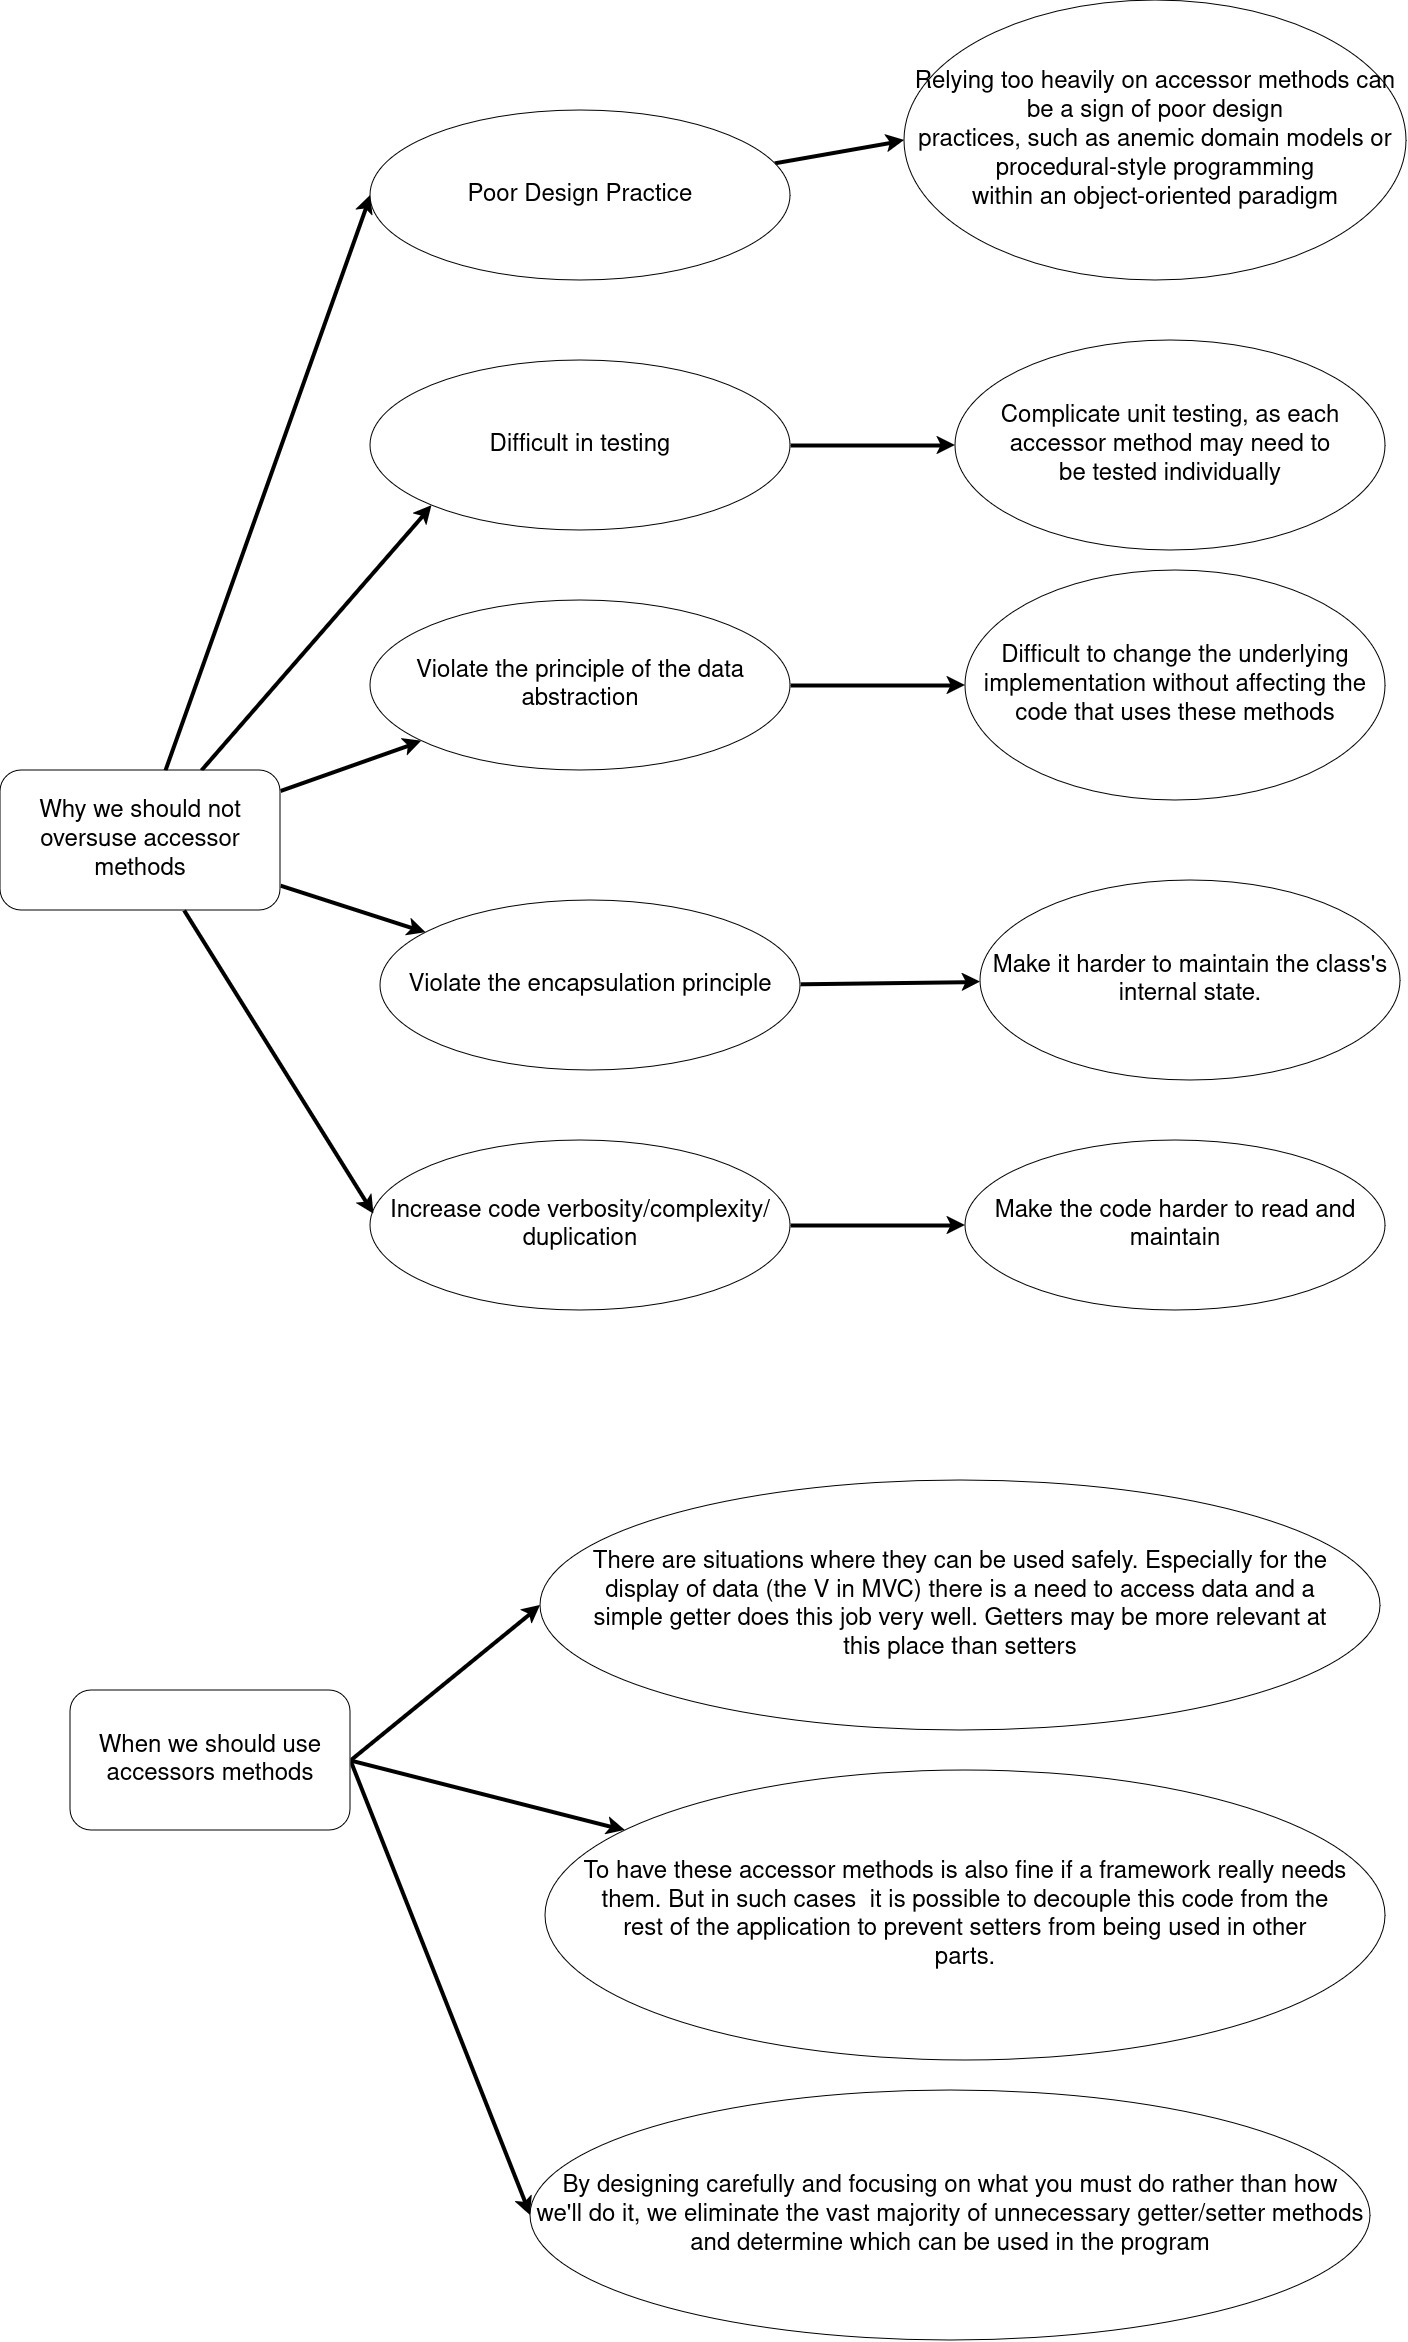 Relying too heavily on accessor methods can
be a sign of poor design
practices, such as anemic domain models or
procedural-style programming
within an object-oriented paradigm
Poor Design Practice
Difficult in testing
Complicate unit testing, as each
accessor method may need to
be tested individually
Violate the principle of the data
abstraction
Difficult to change the underlying
implementation without affecting the
code that uses these methods
Why we should not
oversuse accessor
methods
Violate the encapsulation principle
Make it harder to maintain the class's
internal state.
Increase code verbosity/complexity/
duplication
Make the code harder to read and
maintain
There are situations where they can be used safely. Especially for the
display of data (the V in MVC) there is a need to access data and a
simple getter does this job very well. Getters may be more relevant at
this place than setters
When we should use
accessors methods
To have these accessor methods is also fine if a framework really needs
them. But in such cases  it is possible to decouple this code from the
rest of the application to prevent setters from being used in other
parts.
By designing carefully and focusing on what you must do rather than how
we'll do it, we eliminate the vast majority of unnecessary getter/setter methods
and determine which can be used in the program